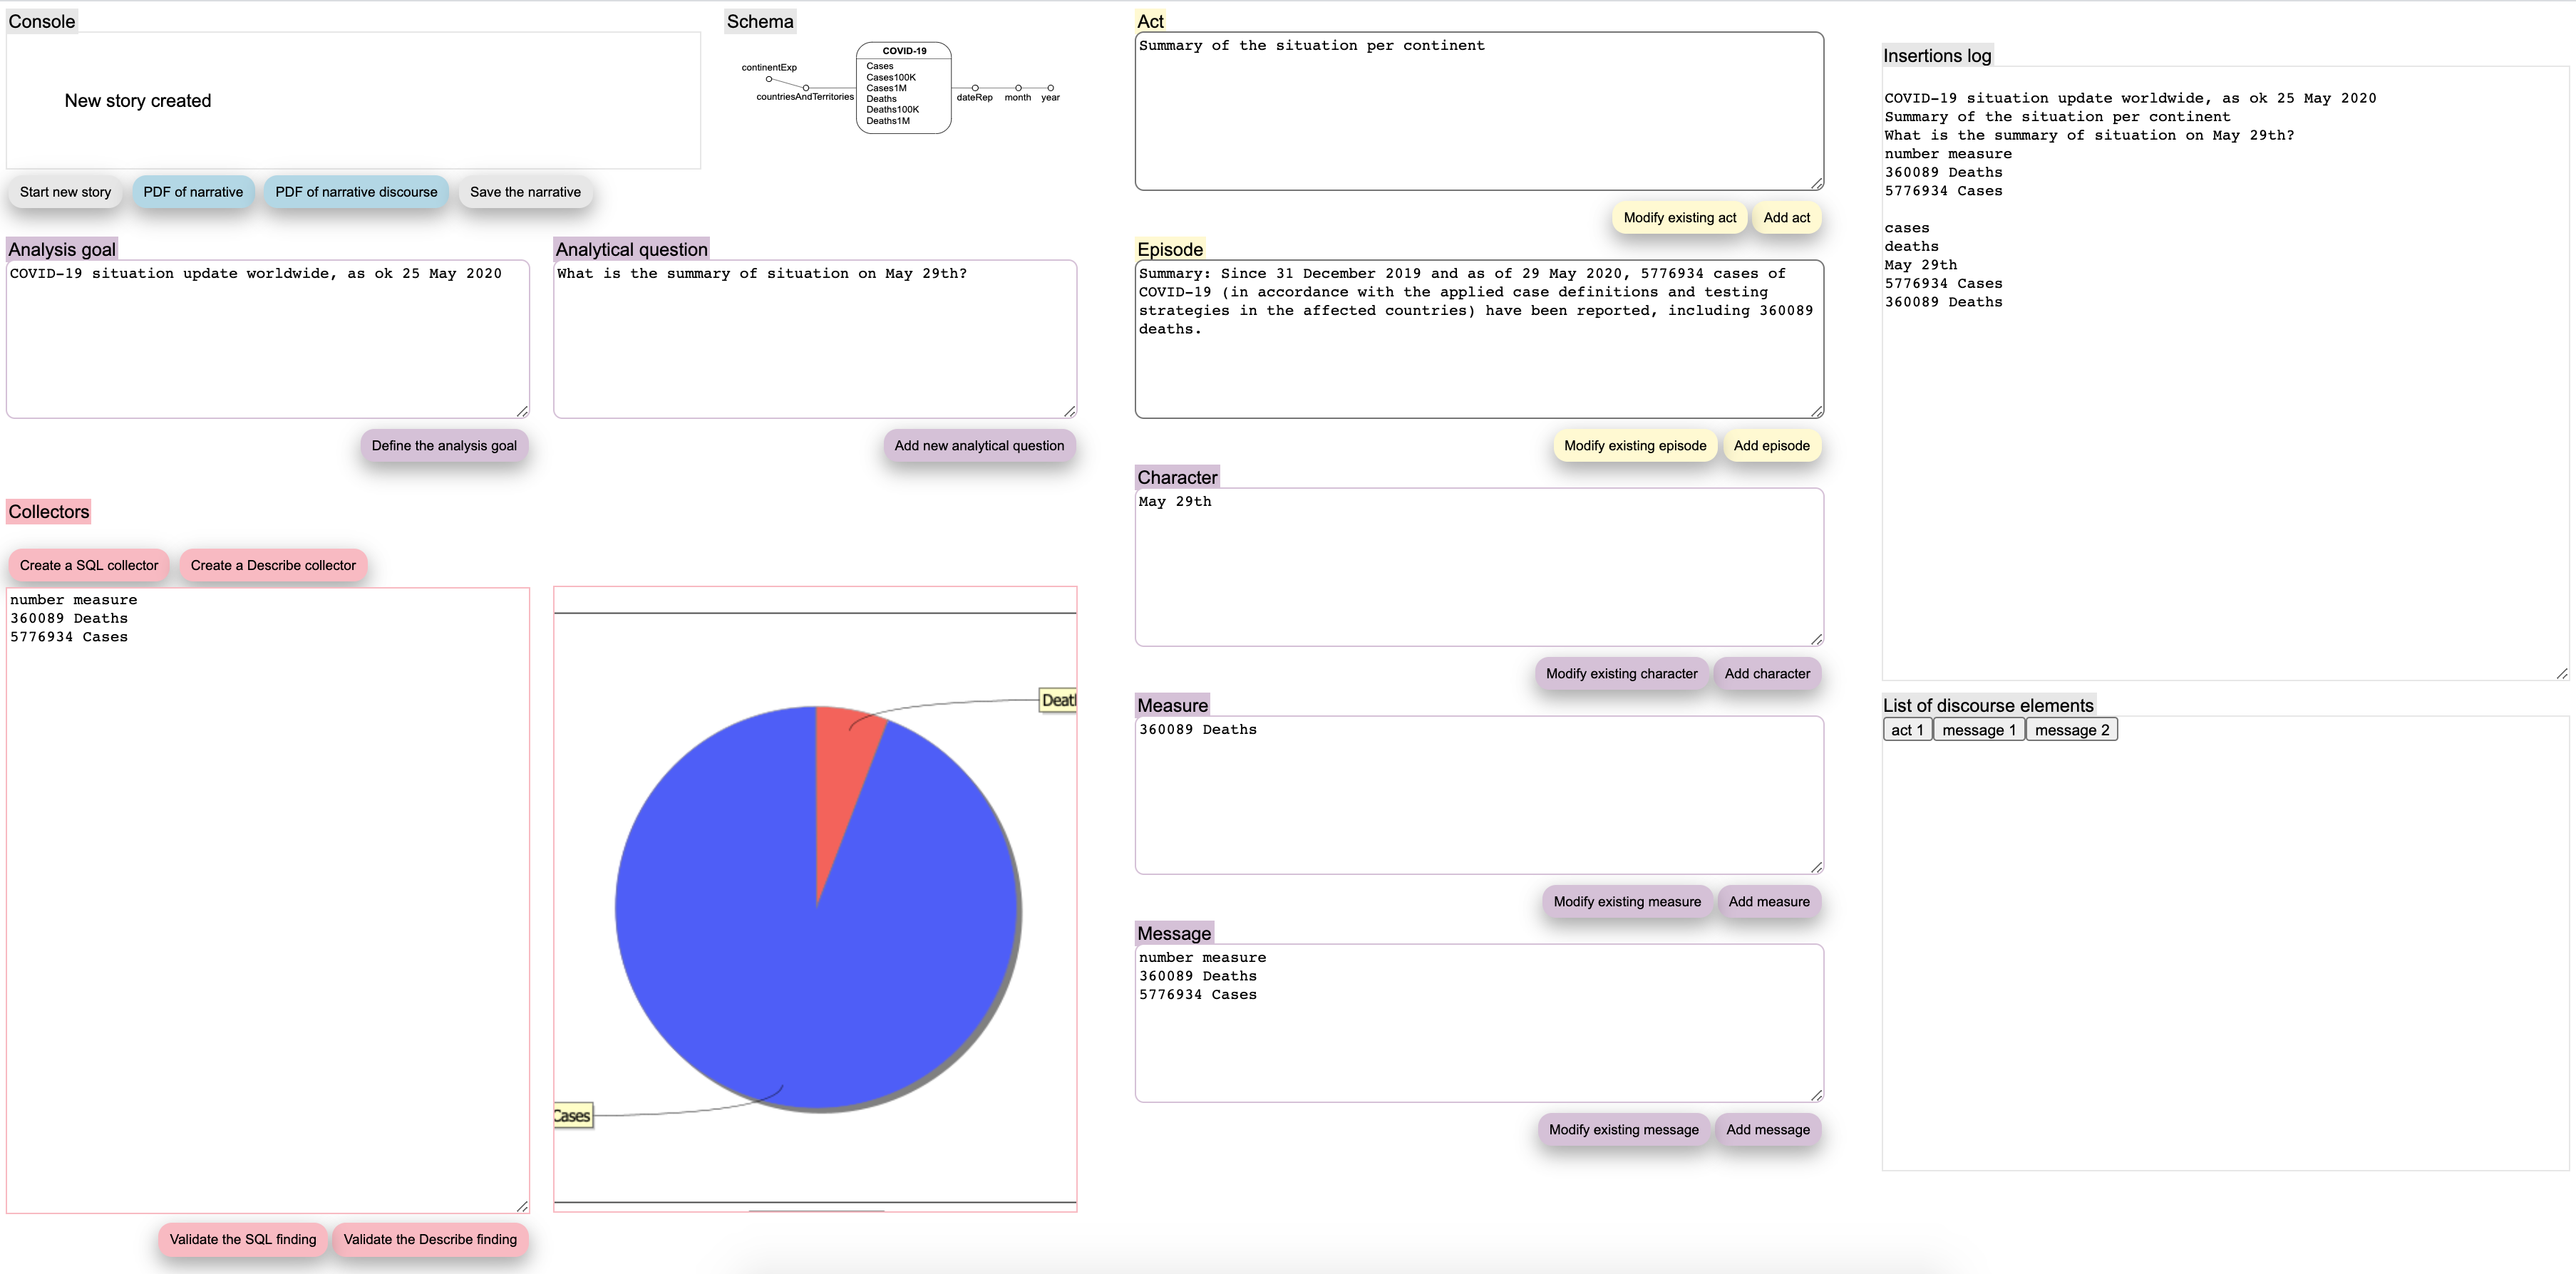 Console
New story created
Start new story
PDF of narrative
PDF of narrative discourse
Save the narrative
Schema
continentExp
countriesAndTerritories
COVID-19
Cases
Cases100K
Cases1M
Deaths
Deaths100K
Deaths1M
dateRep
month
year
Analysis goal
COVID-19 situation update worldwide, as ok 25 May 2020
Define the analysis goal
Analytical question
What is the summary of situation on May 29th?
Add new analytical question
Collectors
Create a SQL collector
Create a Describe collector
number measure
360089 Deaths
5776934 Cases
Validate the SQL finding
Validate the Describe finding
Cases
Act
Summary of the situation per continent
Modify existing act
Add act
Episode
Summary: Since 31 December 2019 and as of 29 May 2020, 5776934 cases of
COVID-19 (in accordance with the applied case definitions and testing
strategies in the affected countries) have been reported, including 360089
deaths.
Modify existing episode
Add episode
Character
May 29th
Modify existing character
Add character
Measure
360089 Deaths
Modify existing measure
Add measure
Message
number measure
360089 Deaths
5776934 Cases
Modify existing message
Add message
Insertions log
COVID-19 situation update worldwide, as ok 25 May 2020
Summary of the situation per continent
What is the summary of situation on May 29th?
number measure
360089 Deaths
5776934 Cases
cases
deaths
May 29th
5776934 Cases
360089 Deaths
List of discourse elements
act 1
message 1
message 2